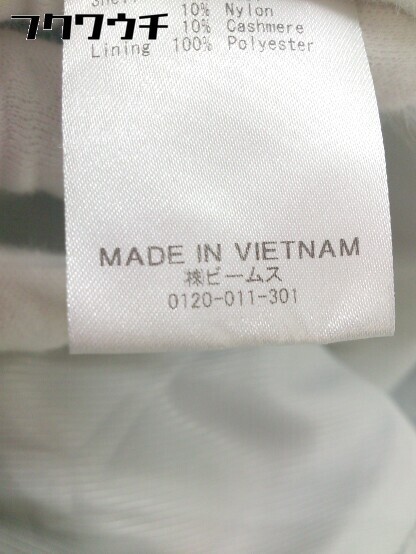 フクウウチ
10% Nylon
10% Cashmere
Lining 100% Polyester
MADE IN VIETNAM
㈱ビームス
0120-011-301